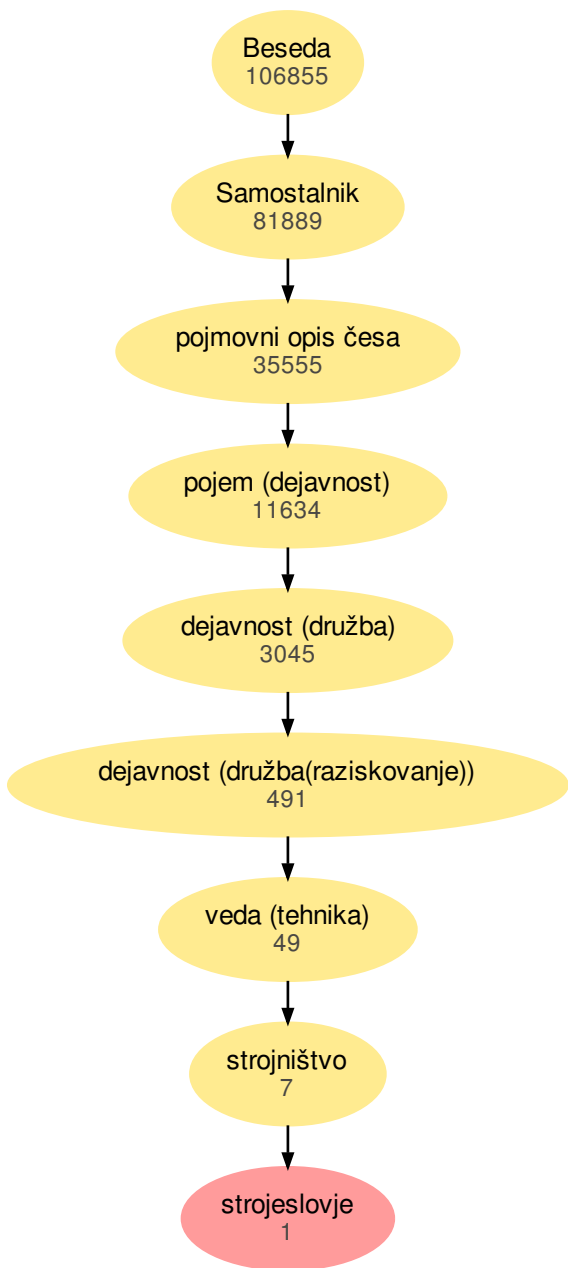 Beseda
106855
Samostalnik
81889
pojmovni opis česa
35555
pojem (dejavnost)
11634
dejavnost (družba)
3045
dejavnost (družba(raziskovanje))
491
veda (tehnika)
49
strojništvo
7
strojeslovje
1